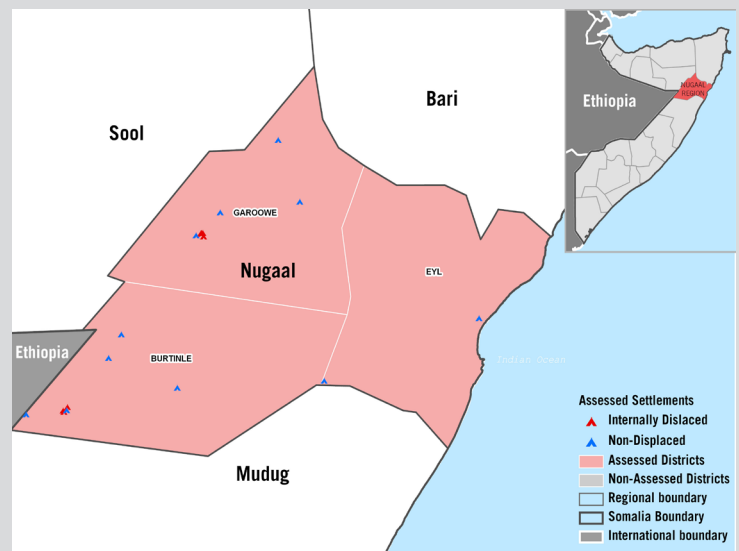 Bari
Sool
Ethiopia
NUGAAL
REGION
GAROOWE
Nugaal
EYL
Ethiopia
BURTINLE
Indian Ocean
Mudug
Assessed Settlements
Internally Dislaced
Non-Displaced
Assessed Districts
Non-Assessed Districts
Regional boundary
Somalia Boundary
International boundary